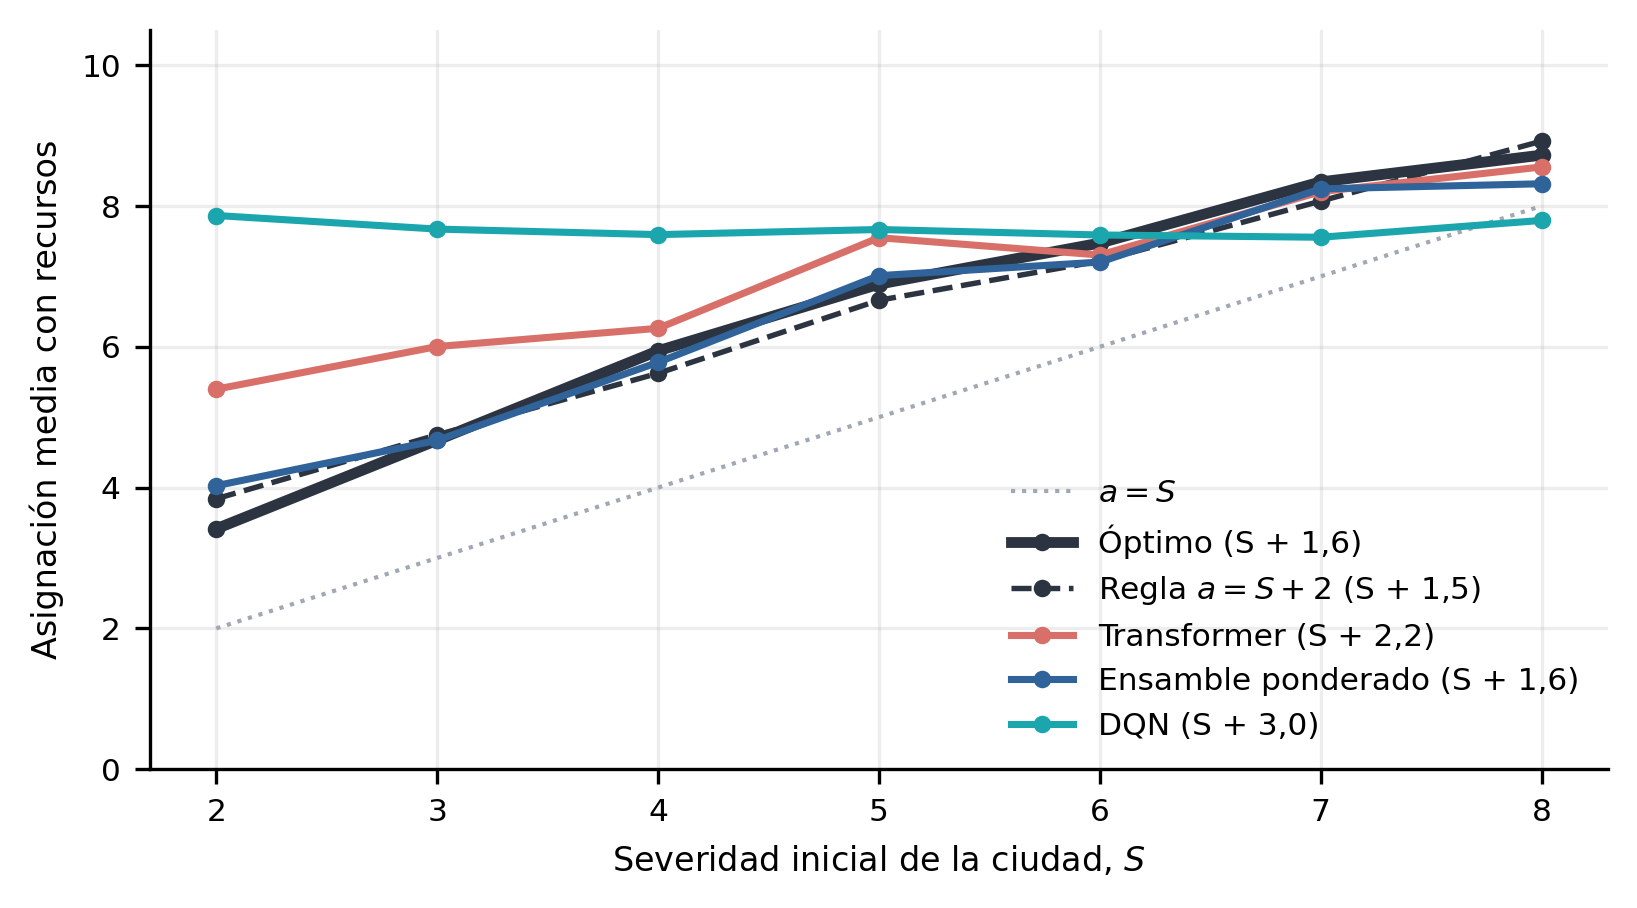 10
8
6
4
2
0
Asignación media con recursos
a = S
Óptimo (S + 1,6)
Regla a = S + 2 (S + 1,5)
Transformer (S + 2,2)
Ensamble ponderado (S + 1,6)
DQN (S + 3,0)
2 3 4 5 6 7 8
Severidad inicial de la ciudad, S